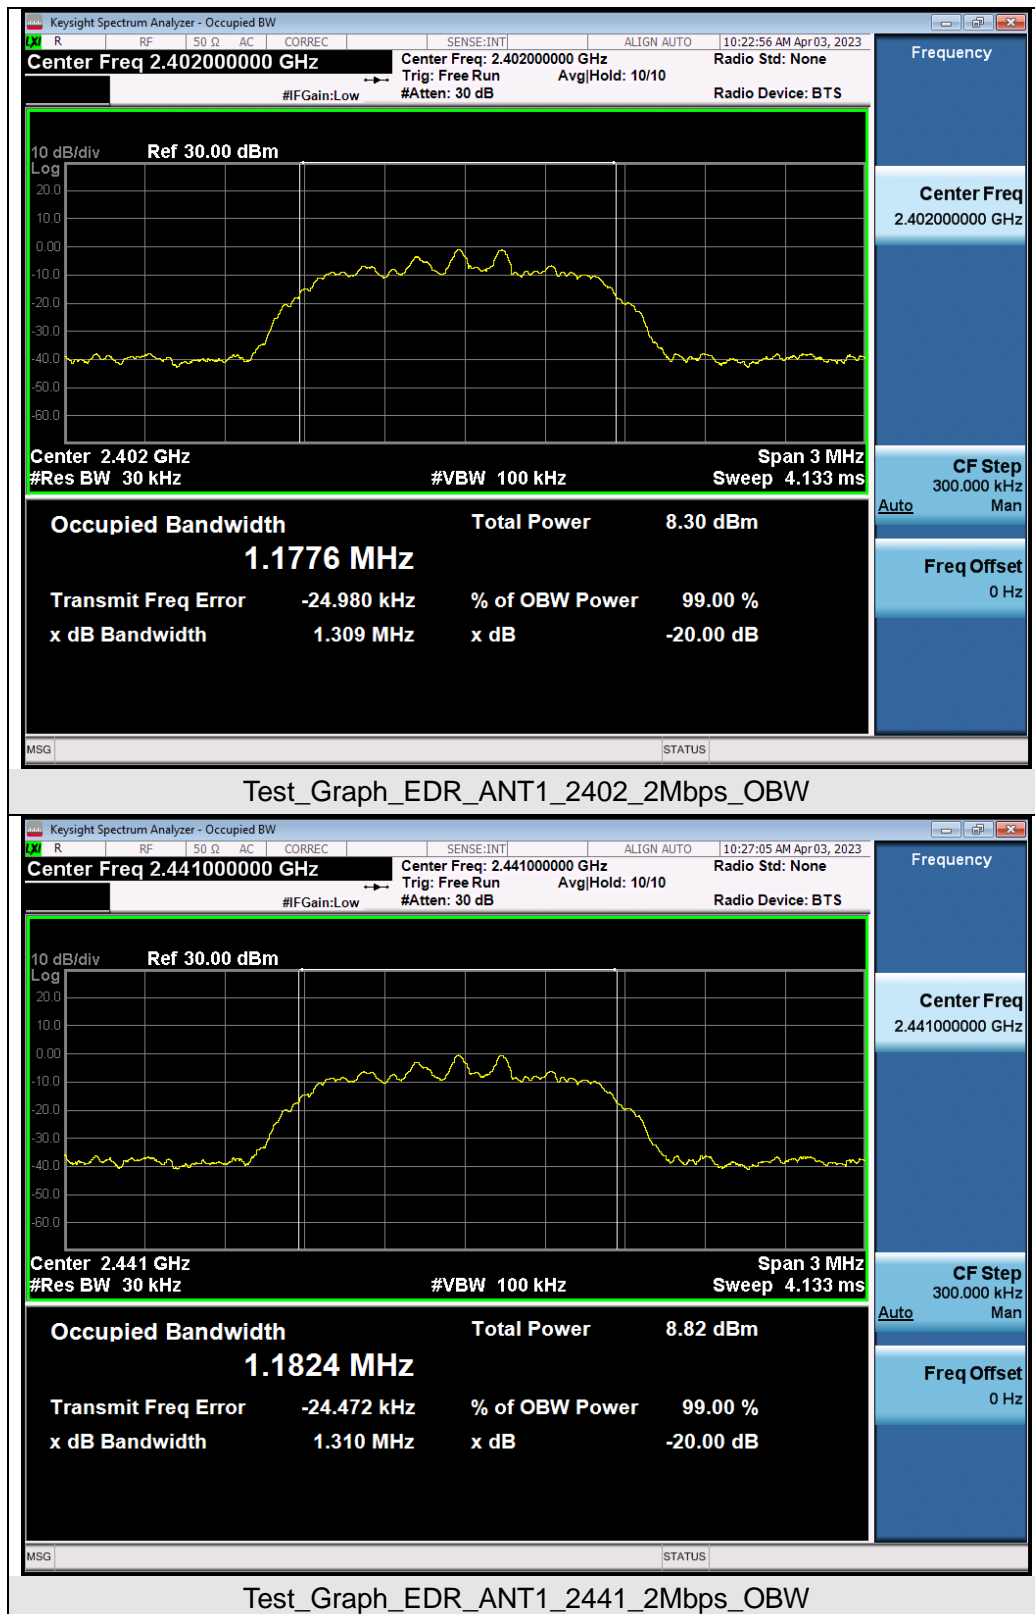 Keysight Spectrum Analyzer - Occupied BW
LXI R RF 50 Ω AC CORREC SENSE:INT ALIGN AUTO 10:22:56 AM Apr 03, 2023
Center Freq 2.402000000 GHz
Center Freq: 2.402000000 GHz
Radio Std: None
Trig: Free Run Avg|Hold: 10/10
#IFGain:Low
#Atten: 30 dB
Radio Device: BTS
Frequency
10 dB/div Ref 30.00 dBm
Log
20.0
10.0
0.00
-10.0
-20.0
-30.0
-40.0
-50.0
-60.0
Center Freq
2.402000000 GHz
Center 2.402 GHz Span 3 MHz
#Res BW 30 kHz #VBW 100 kHz Sweep 4.133 ms
CF Step
300.000 kHz
Auto Man
Occupied Bandwidth Total Power 8.30 dBm
1.1776 MHz
Transmit Freq Error -24.980 kHz % of OBW Power 99.00 %
x dB Bandwidth 1.309 MHz x dB -20.00 dB
Freq Offset
0 Hz
MSG STATUS
Test_Graph_EDR_ANT1_2402_2Mbps_OBW
Keysight Spectrum Analyzer - Occupied BW
LXI R RF 50 Ω AC CORREC SENSE:INT ALIGN AUTO 10:27:05 AM Apr 03, 2023
Center Freq 2.441000000 GHz
Center Freq: 2.441000000 GHz
Radio Std: None
Trig: Free Run Avg|Hold: 10/10
#IFGain:Low
#Atten: 30 dB
Radio Device: BTS
Frequency
10 dB/div Ref 30.00 dBm
Log
20.0
10.0
0.00
-10.0
-20.0
-30.0
-40.0
-50.0
-60.0
Center Freq
2.441000000 GHz
Center 2.441 GHz Span 3 MHz
#Res BW 30 kHz #VBW 100 kHz Sweep 4.133 ms
CF Step
300.000 kHz
Auto Man
Occupied Bandwidth Total Power 8.82 dBm
1.1824 MHz
Transmit Freq Error -24.472 kHz % of OBW Power 99.00 %
x dB Bandwidth 1.310 MHz x dB -20.00 dB
Freq Offset
0 Hz
MSG STATUS
Test_Graph_EDR_ANT1_2441_2Mbps_OBW